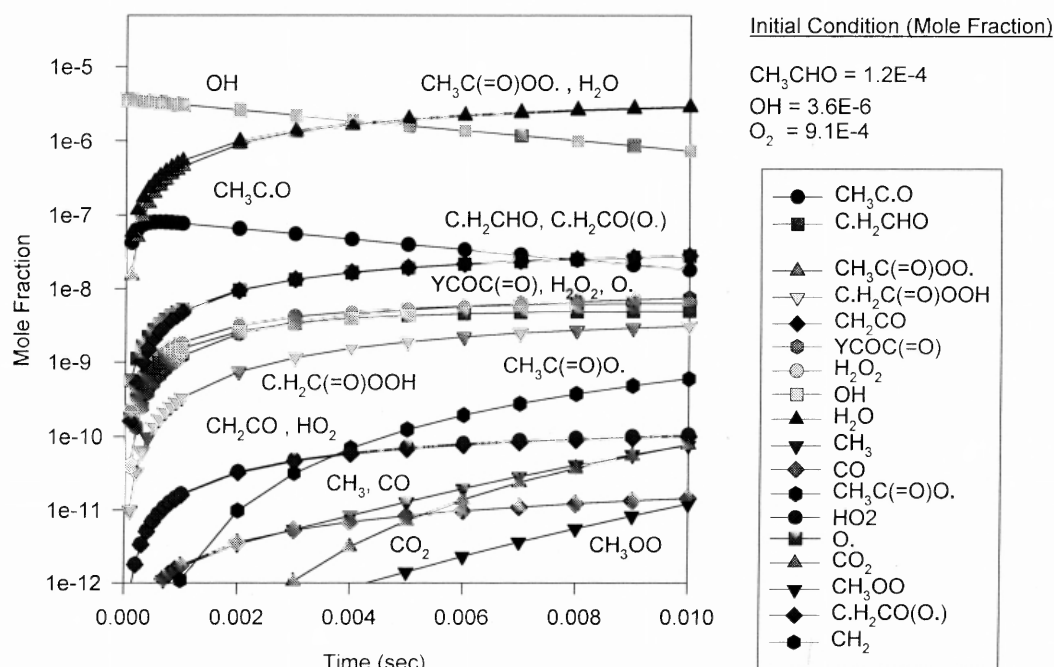 Initial Condition (Mole Fraction)
CH₃CHO = 1.2E-4
OH = 3.6E-6
O₂ = 9.1E-4
Mole Fraction
1e-5
1e-6
1e-7
1e-8
1e-9
1e-10
1e-11
1e-12
OH
CH₃C(=O)OO. , H₂O
CH₃C.O
C.H₂CHO, C.H₂CO(O.)
YCOC(=O), H₂O₂, O.
CH₃C(=O)O.
C.H₂C(=O)OOH
CH₂CO , HO₂
CH₃, CO
CO₂
CH₃OO
0.000 0.002 0.004 0.006 0.008 0.010
Time (sec)
CH₃C.O
C.H₂CHO
CH₃C(=O)OO.
C.H₂C(=O)OOH
CH₂CO
YCOC(=O)
H₂O₂
OH
H₂O
CH₃
CO
CH₃C(=O)O.
HO2
O.
CO₂
CH₃OO
C.H₂CO(O.)
CH₂